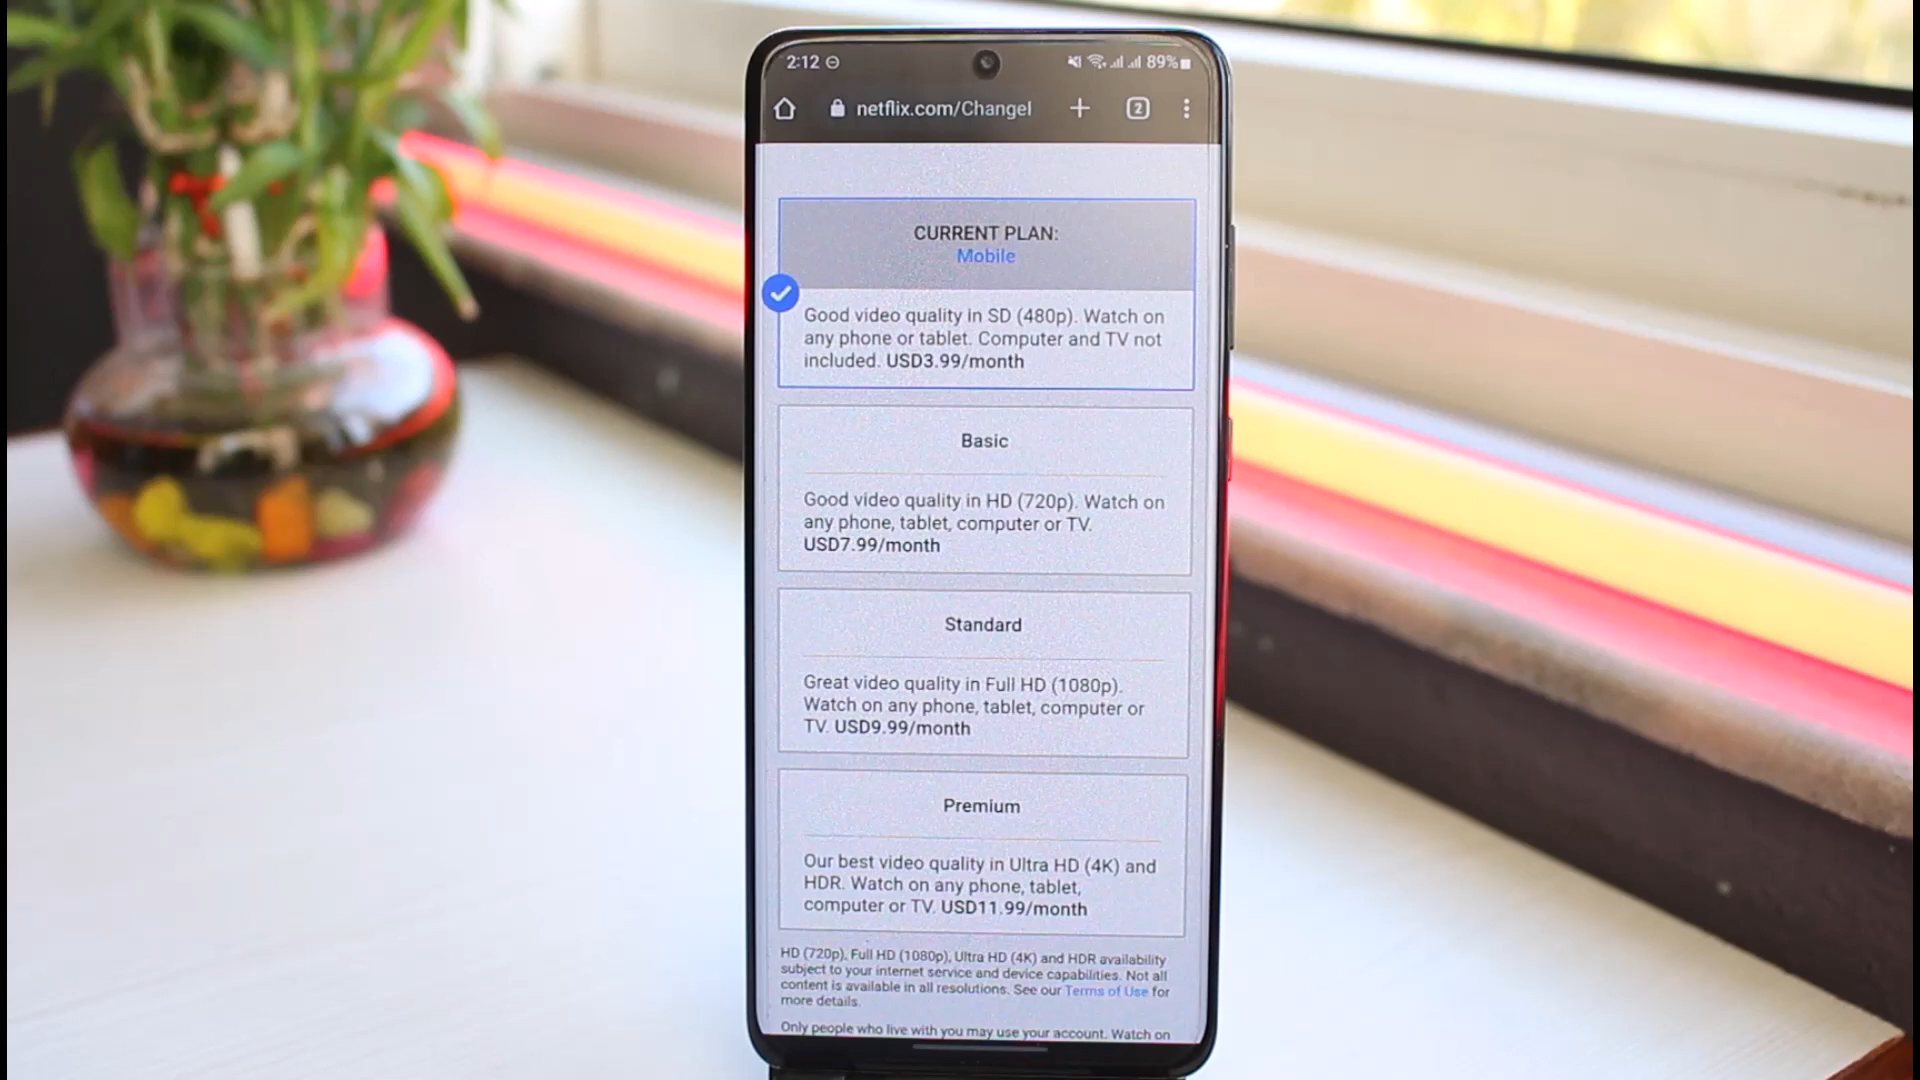 2:12 89%
netflix.com/Changel 2
CURRENT PLAN:
Mobile
Good video quality in SD (480p). Watch on
any phone or tablet. Computer and TV not
included. USD3.99/month
Basic
Good video quality in HD (720p). Watch on
any phone, tablet, computer or TV.
USD7.99/month
Standard
Great video quality in Full HD (1080p).
Watch on any phone, tablet, computer or
TV. USD9.99/month
Premium
Our best video quality in Ultra HD (4K) and
HDR. Watch on any phone, tablet,
computer or TV. USD11.99/month
HD (720p), Full HD (1080p), Ultra HD (4K) and HDR availability
subject to your internet service and device capabilities. Not all
content is available in all resolutions. See our Terms of Use for
more details.
Only people who live with you may use your account. Watch on